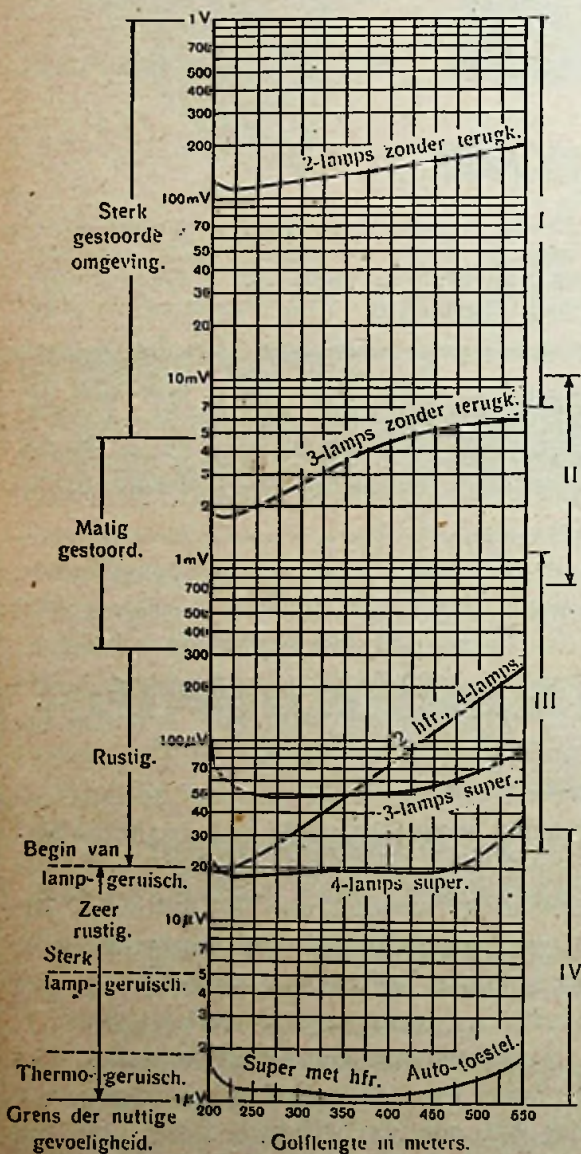 1 V
700
500
400
300
200
2-lamps zonder terugk.
100mV
70
50
40
30
20
Sterk
gestoorde
omgeving.
I
10mV
7
5
4
3
2
3-lamps zonder terugk.
II
Matig
gestoord.
1mV
700
500
400
300
200
2 hfr., 4-lamps.
III
100µV
70
50
40
30
20
Rustig.
3-lamps super.
4-lamps super.
Begin van
lamp-geruisch.
Zeer
rustig.
10µV
7
5
4
3
2
Sterk
lamp-geruisch.
IV
Thermo-geruisch.
Super met hfr. Auto-toestel.
1µV
Grens der nuttige
gevoeligheid.
200 250 300 350 400 450 500 550
Golflengte in meters.